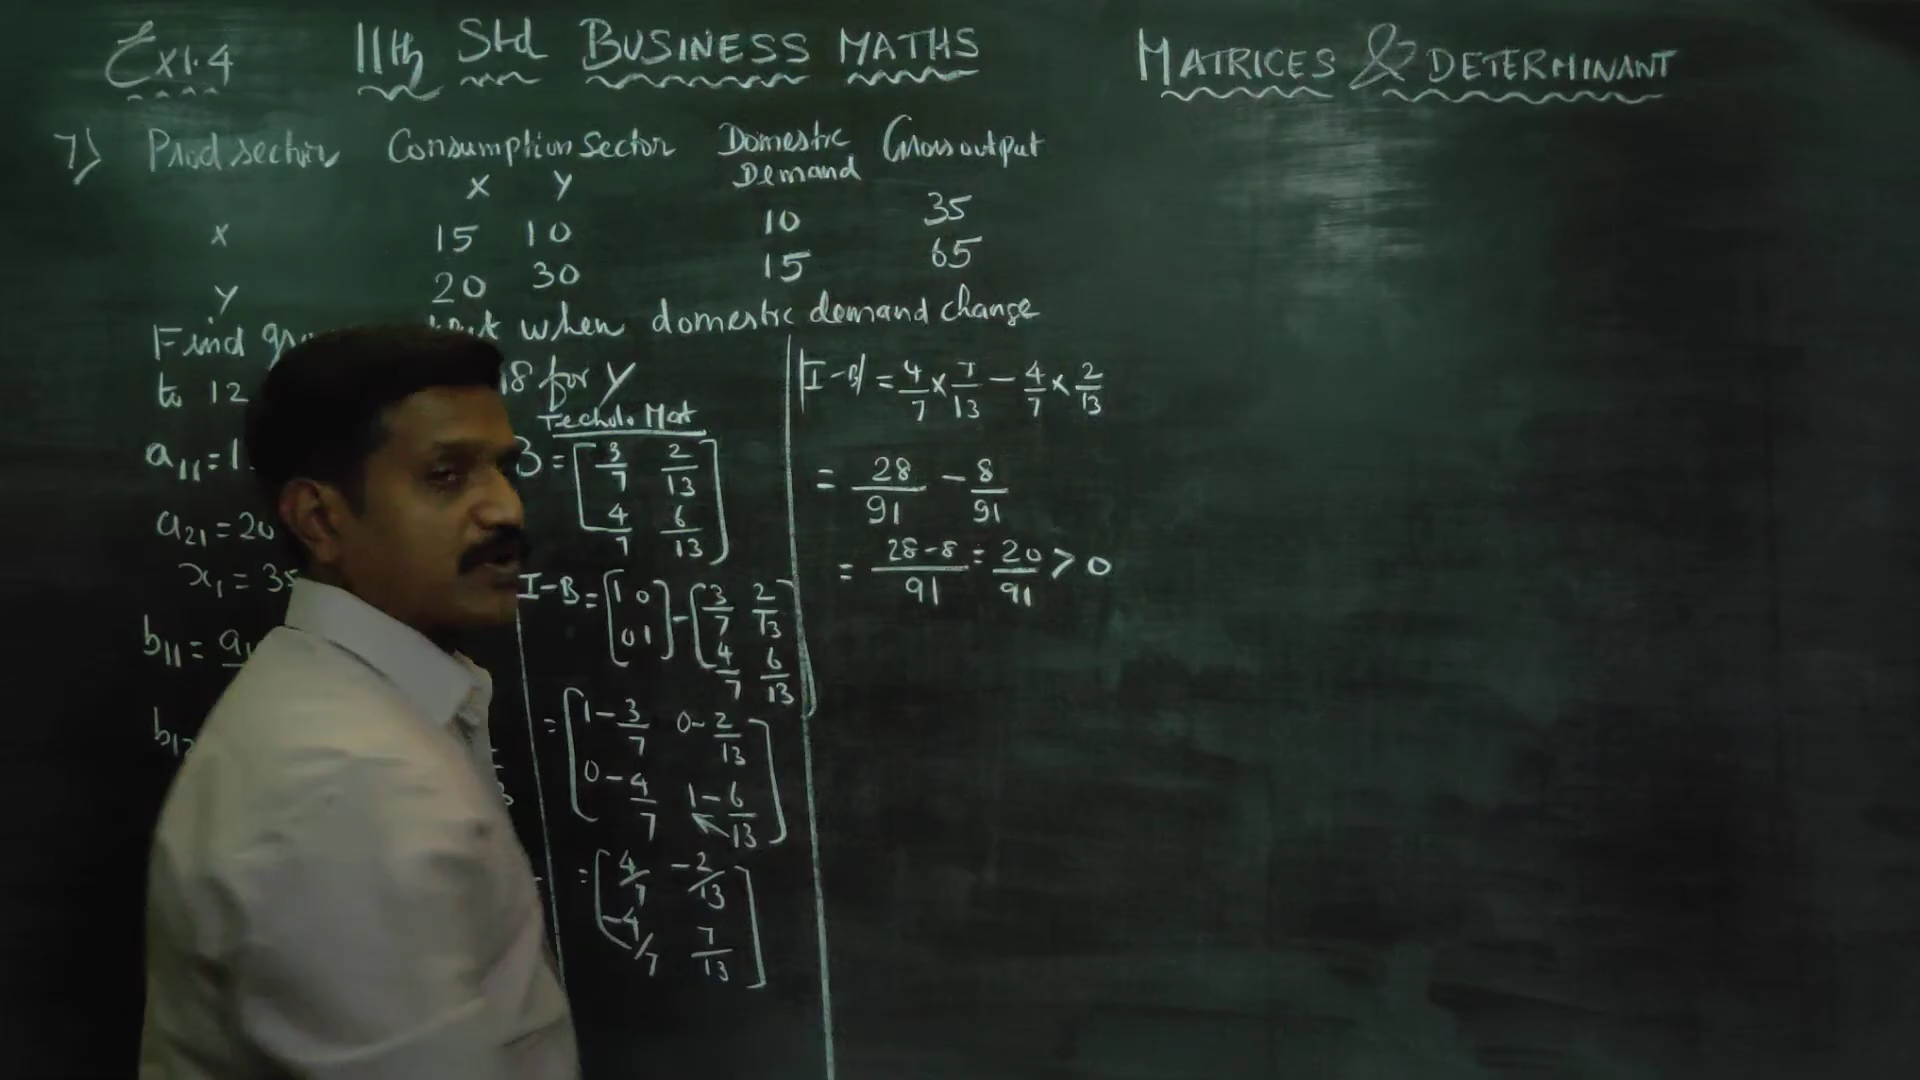 Ex1.4 11th Std BUSINESS MATHS MATRICES & DETERMINANT
7) Prod sector Consumption Sector Domestic Demand Gross output
X Y
X 15 10 10 35
Y 20 30 15 65
Find when domestic demand change
to 12 18 for Y
a11 = 1
a21 = 20
x1 = 35
b11 =
Techolo Mat
B = [3/7 2/13
4/7 6/13]
I-B = [1 0
0 1] - [3/7 2/13
4/7 6/13]
= [1-3/7 0-2/13
0-4/7 1-6/13]
= [4/7 -2/13
-4/7 7/13]
|I-B| = 4/7 × 7/13 - 4/7 × 2/13
= 28/91 - 8/91
= 28-8/91 = 20/91 > 0